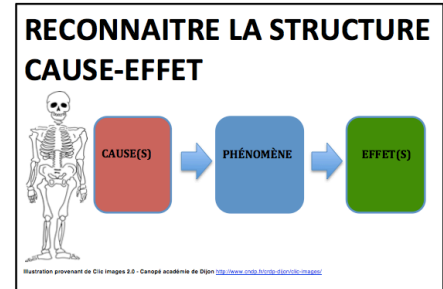 RECONNAITRE LA STRUCTURE
CAUSE-EFFET
CAUSE(S)
PHÉNOMÈNE
EFFET(S)
Illustration provenant de Clic images 2.0 - Canopé académie de Dijon http://www.cndp.fr/crdp-dijon/clic-images/